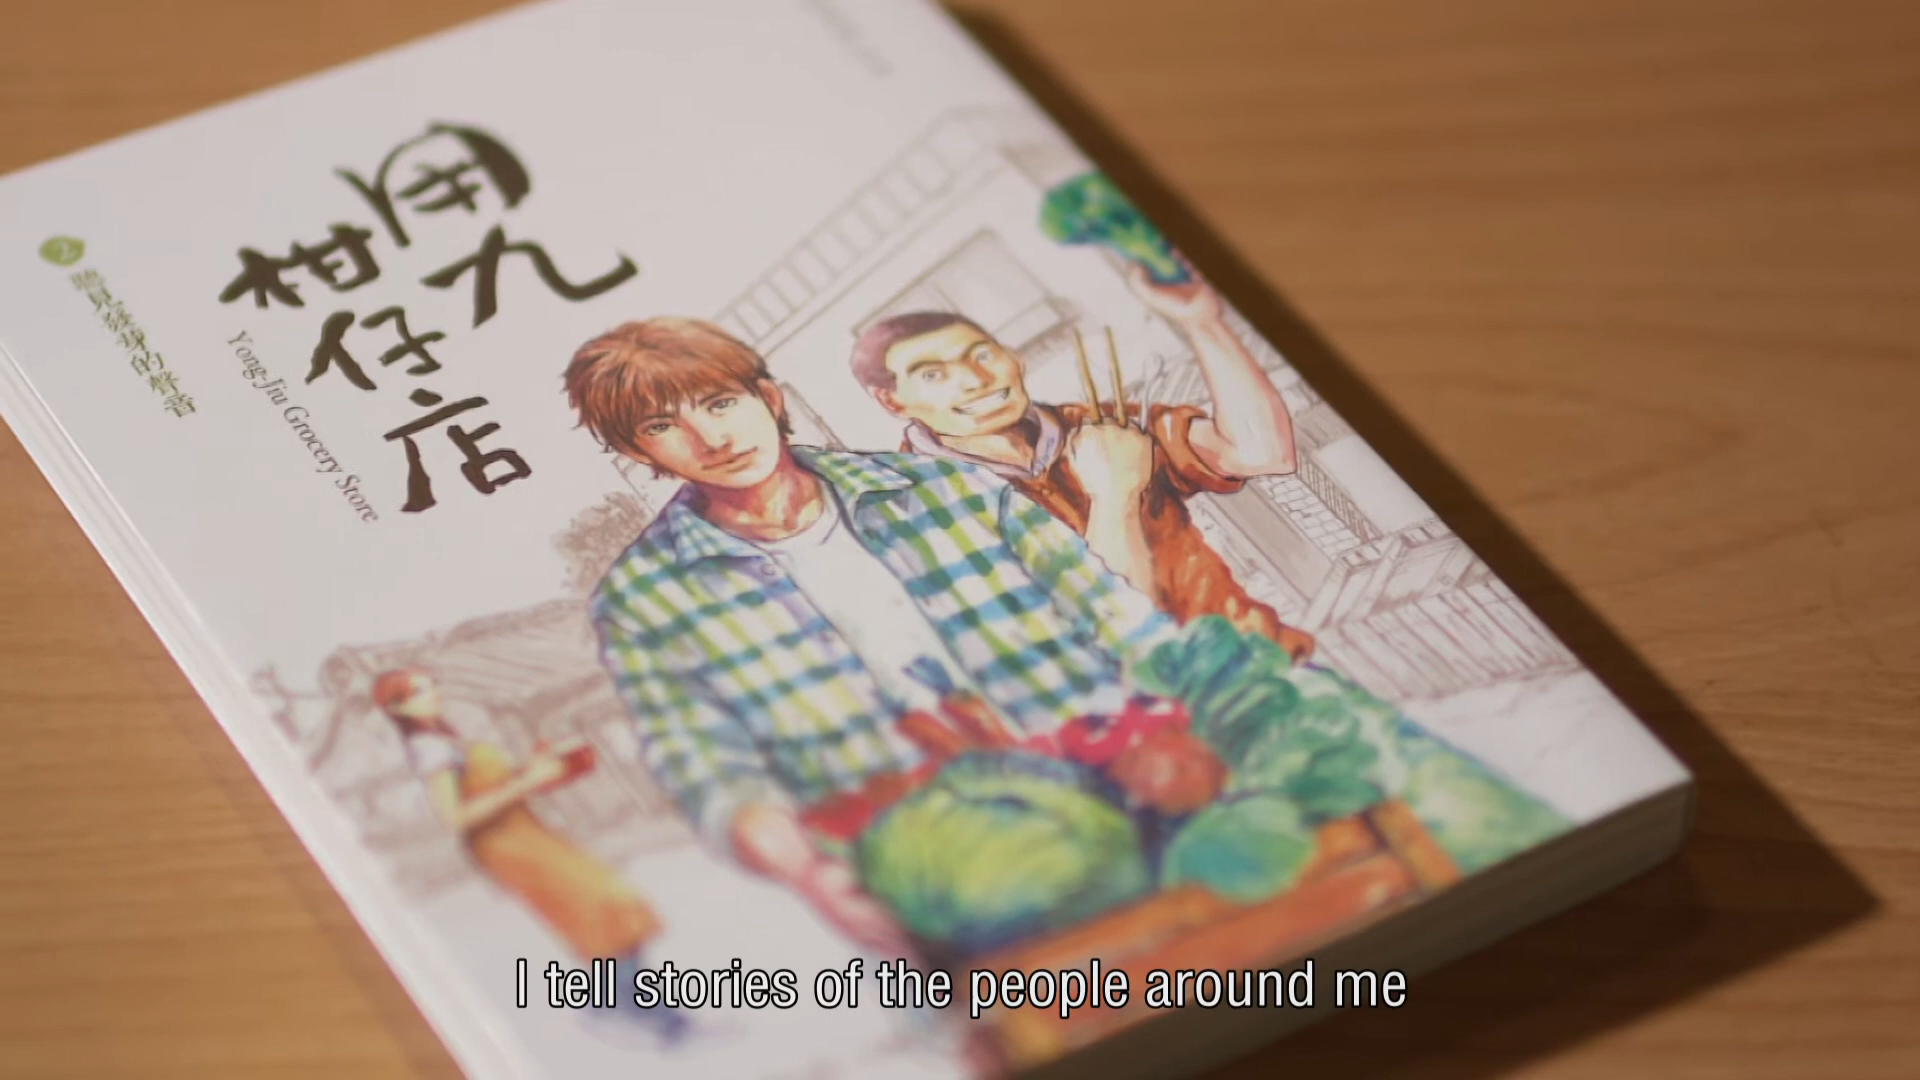 用九
柑仔店
Yong-Jiu Grocery Store
2
聽見發芽的聲音
I tell stories of the people around me